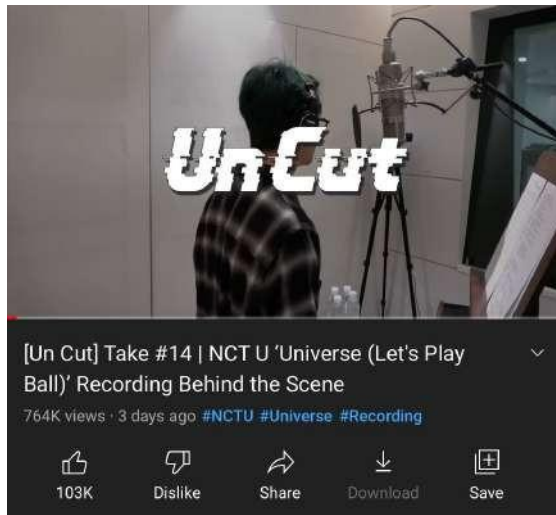 Un Cut
[Un Cut] Take #14 | NCT U ‘Universe (Let's Play
Ball)’ Recording Behind the Scene
764K views · 3 days ago #NCTU #Universe #Recording
103K Dislike Share Download Save